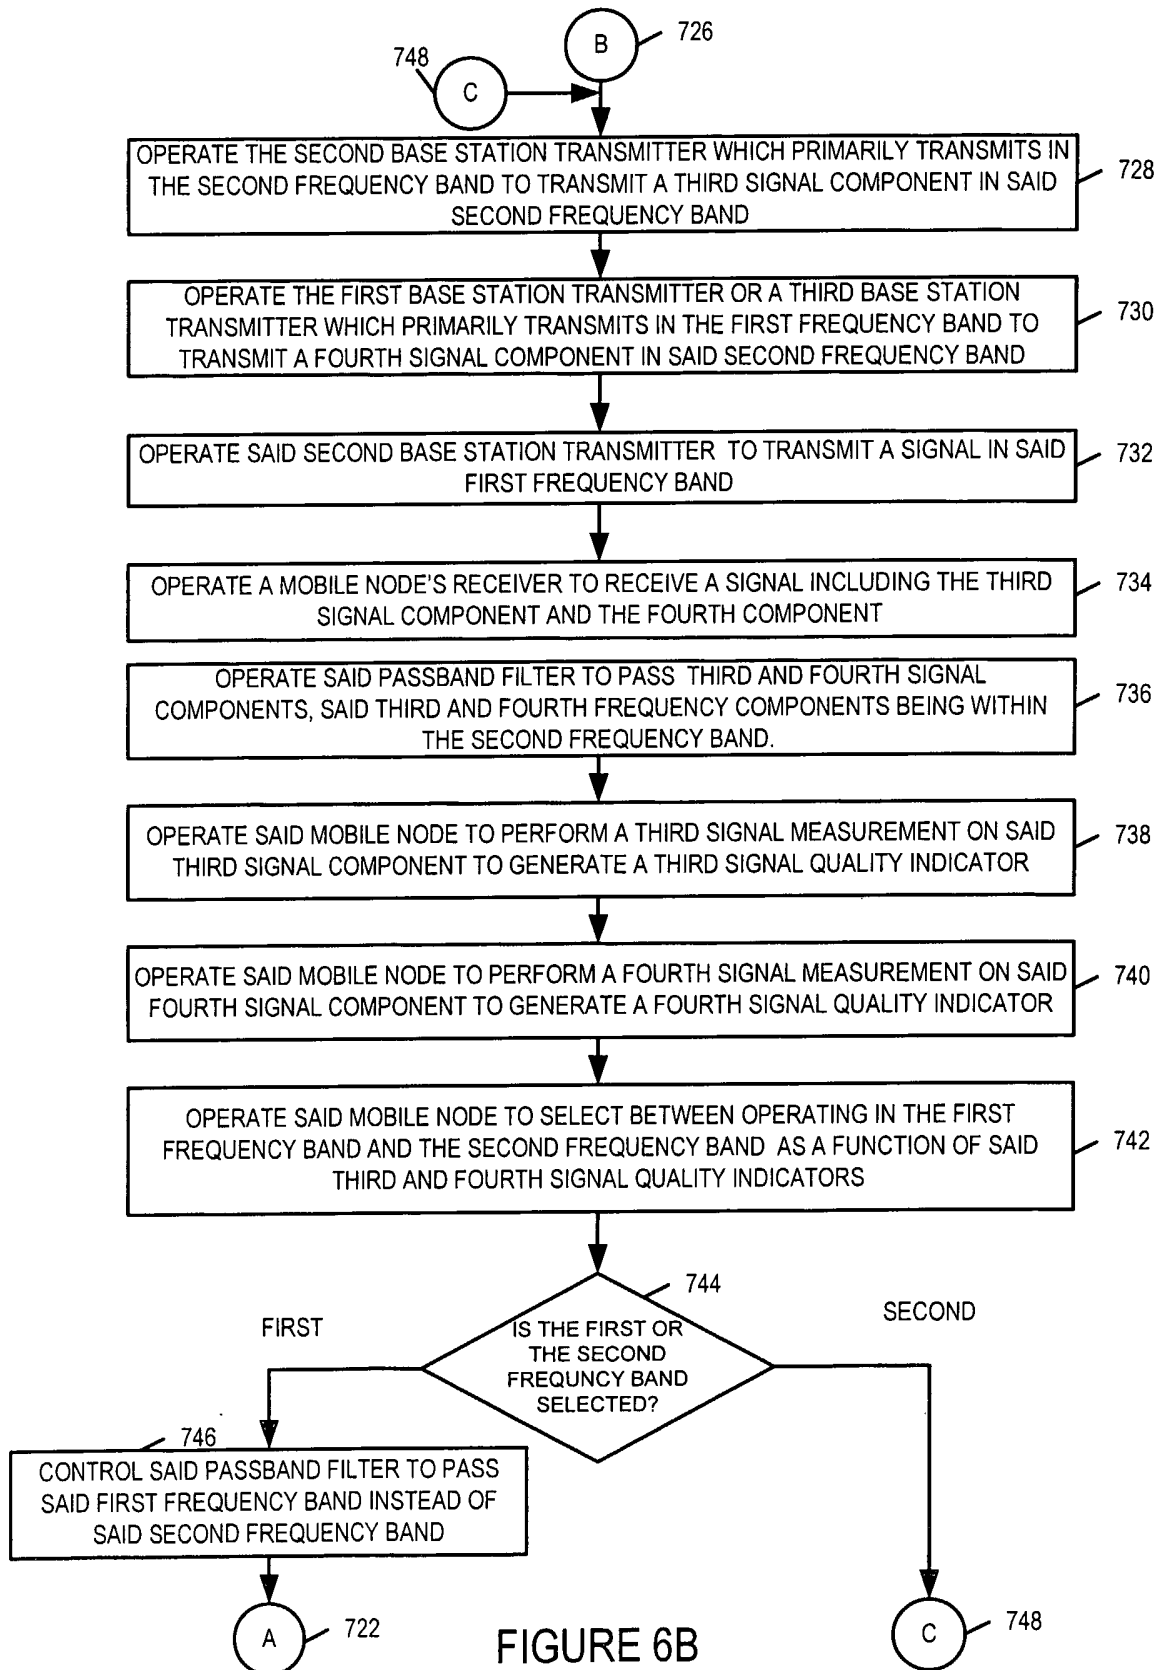 B
726
748
C
OPERATE THE SECOND BASE STATION TRANSMITTER WHICH PRIMARILY TRANSMITS IN
THE SECOND FREQUENCY BAND TO TRANSMIT A THIRD SIGNAL COMPONENT IN SAID
SECOND FREQUENCY BAND
728
OPERATE THE FIRST BASE STATION TRANSMITTER OR A THIRD BASE STATION
TRANSMITTER WHICH PRIMARILY TRANSMITS IN THE FIRST FREQUENCY BAND TO
TRANSMIT A FOURTH SIGNAL COMPONENT IN SAID SECOND FREQUENCY BAND
730
OPERATE SAID SECOND BASE STATION TRANSMITTER TO TRANSMIT A SIGNAL IN SAID
FIRST FREQUENCY BAND
732
OPERATE A MOBILE NODE'S RECEIVER TO RECEIVE A SIGNAL INCLUDING THE THIRD
SIGNAL COMPONENT AND THE FOURTH COMPONENT
734
OPERATE SAID PASSBAND FILTER TO PASS THIRD AND FOURTH SIGNAL
COMPONENTS, SAID THIRD AND FOURTH FREQUENCY COMPONENTS BEING WITHIN
THE SECOND FREQUENCY BAND.
736
OPERATE SAID MOBILE NODE TO PERFORM A THIRD SIGNAL MEASUREMENT ON SAID
THIRD SIGNAL COMPONENT TO GENERATE A THIRD SIGNAL QUALITY INDICATOR
738
OPERATE SAID MOBILE NODE TO PERFORM A FOURTH SIGNAL MEASUREMENT ON SAID
FOURTH SIGNAL COMPONENT TO GENERATE A FOURTH SIGNAL QUALITY INDICATOR
740
OPERATE SAID MOBILE NODE TO SELECT BETWEEN OPERATING IN THE FIRST
FREQUENCY BAND AND THE SECOND FREQUENCY BAND AS A FUNCTION OF SAID
THIRD AND FOURTH SIGNAL QUALITY INDICATORS
742
744
FIRST
SECOND
IS THE FIRST OR
THE SECOND
FREQUNCY BAND
SELECTED?
746
CONTROL SAID PASSBAND FILTER TO PASS
SAID FIRST FREQUENCY BAND INSTEAD OF
SAID SECOND FREQUENCY BAND
A
722
C
748
FIGURE 6B